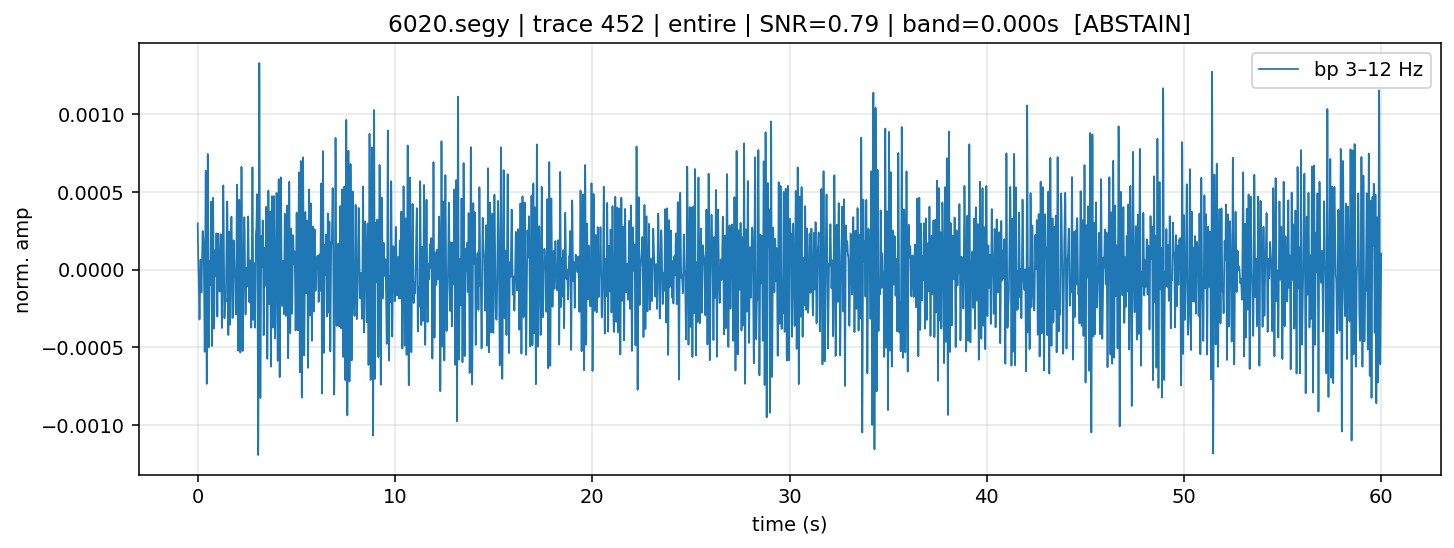 6020.segy | trace 452 | entire | SNR=0.79 | band=0.000s  [ABSTAIN]
bp 3–12 Hz
norm. amp
0.0010
0.0005
0.0000
−0.0005
−0.0010
0 10 20 30 40 50 60
time (s)